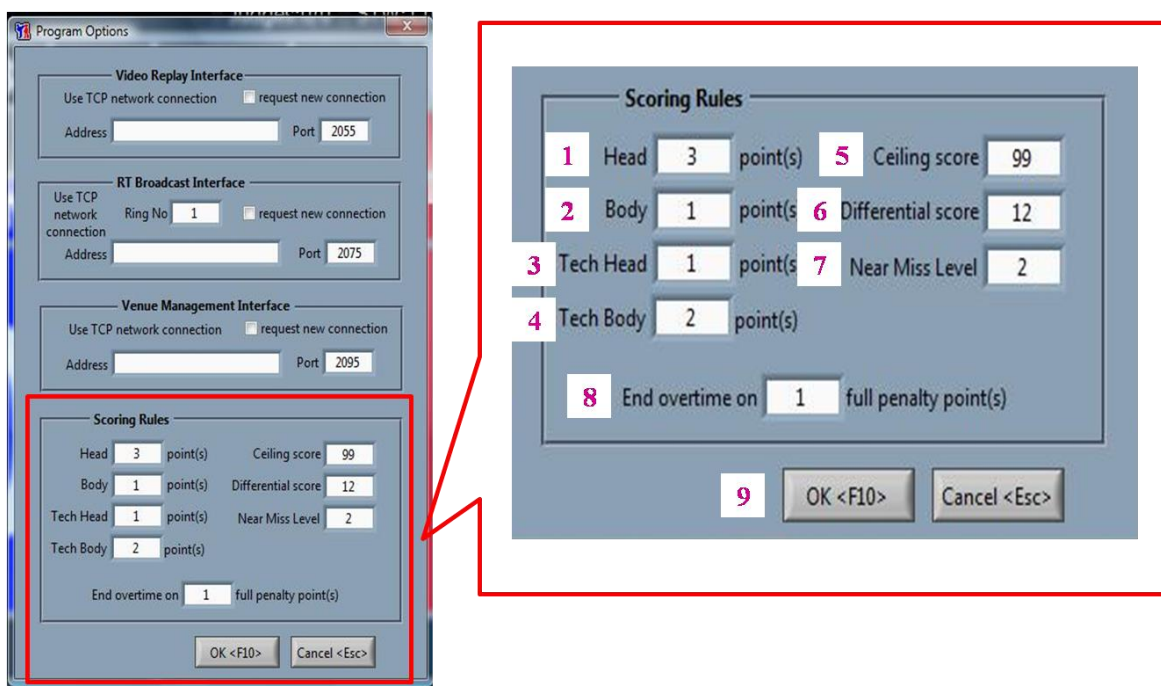 Program Options
Video Replay Interface
Use TCP network connection request new connection
Address Port 2055
RT Broadcast Interface
Use TCP
network
connection
Ring No 1 request new connection
Address Port 2075
Venue Management Interface
Use TCP network connection request new connection
Address Port 2095
Scoring Rules
Head 3 point(s) Ceiling score 99
Body 1 point(s) Differential score 12
Tech Head 1 point(s) Near Miss Level 2
Tech Body 2 point(s)
End overtime on 1 full penalty point(s)
OK <F10> Cancel <Esc>
Scoring Rules
1 Head 3 point(s) 5 Ceiling score 99
2 Body 1 point(s 6 Differential score 12
3 Tech Head 1 point(s 7 Near Miss Level 2
4 Tech Body 2 point(s)
8 End overtime on 1 full penalty point(s)
9 OK <F10> Cancel <Esc>